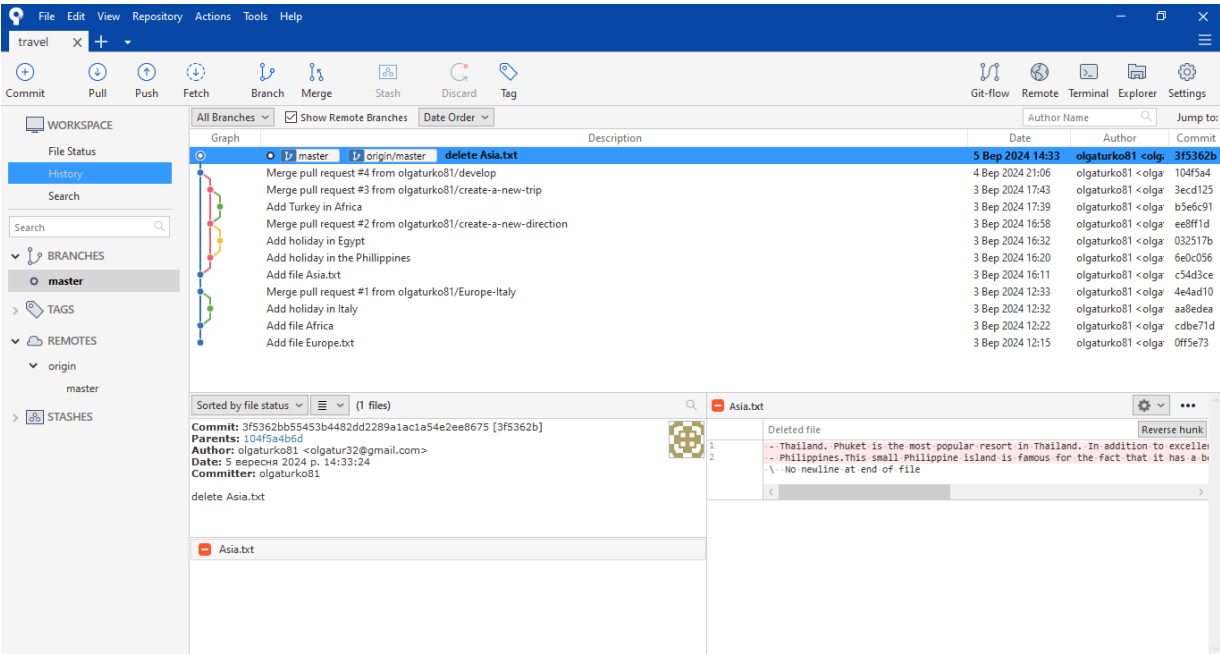 File Edit View Repository Actions Tools Help
travel
Commit Pull Push Fetch Branch Merge Stash Discard Tag Git-flow Remote Terminal Explorer Settings
WORKSPACE
File Status
History
Search
Search
BRANCHES
master
TAGS
REMOTES
origin
master
STASHES
All Branches Show Remote Branches Date Order Author Name Jump to:
Graph Description Date Author Commit
master origin/master delete Asia.txt 5 Вер 2024 14:33 olgaturko81 <olga 3f5362b
Merge pull request #4 from olgaturko81/develop 4 Вер 2024 21:06 olgaturko81 <olga 104f5a4
Merge pull request #3 from olgaturko81/create-a-new-trip 3 Вер 2024 17:43 olgaturko81 <olga 3ecd125
Add Turkey in Africa 3 Вер 2024 17:39 olgaturko81 <olga b5e6c91
Merge pull request #2 from olgaturko81/create-a-new-direction 3 Вер 2024 16:58 olgaturko81 <olga ee8ff1d
Add holiday in Egypt 3 Вер 2024 16:32 olgaturko81 <olga 032517b
Add holiday in the Phillippines 3 Вер 2024 16:20 olgaturko81 <olga 6e0c056
Add file Asia.txt 3 Вер 2024 16:11 olgaturko81 <olga c54d3ce
Merge pull request #1 from olgaturko81/Europe-Italy 3 Вер 2024 12:33 olgaturko81 <olga 4e4ad10
Add holiday in Italy 3 Вер 2024 12:32 olgaturko81 <olga aa8edea
Add file Africa 3 Вер 2024 12:22 olgaturko81 <olga cdbe71d
Add file Europe.txt 3 Вер 2024 12:15 olgaturko81 <olga 0ff5e73
Sorted by file status (1 files)
Commit: 3f5362bb55453b4482dd2289a1ac1a54e2ee8675 [3f5362b]
Parents: 104f5a4b6d
Author: olgaturko81 <olgatur32@gmail.com>
Date: 5 вересня 2024 р. 14:33:24
Committer: olgaturko81
delete Asia.txt
Asia.txt
Asia.txt
Deleted file Reverse hunk
1 - Thailand. Phuket is the most popular resort in Thailand. In addition to excelle
2 - Philippines.This small Philippine island is famous for the fact that it has a b
\ No newline at end of file